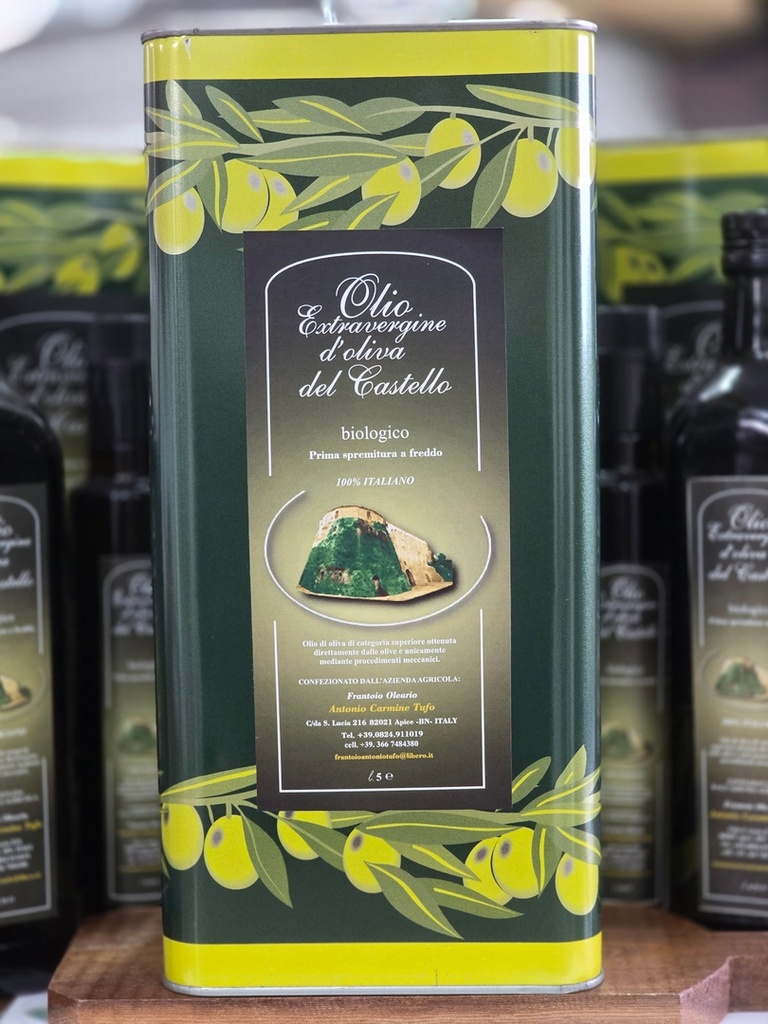 Olio
Extravergine
d'oliva
del Castello
biologico
Prima spremitura a freddo
100% ITALIANO
Olio di oliva di categoria superiore ottenuta
direttamente dalle olive e unicamente
mediante procedimenti meccanici.
CONFEZIONATO DALL'AZIENDA AGRICOLA:
Frantoio Oleario
Antonio Carmine Tufo
C/da S. Lucia 216 82021 Apice -BN- ITALY
Tel. +39.0824.911019
cell. +39. 366 7484380
frantoioantoniotufo@libero.it
l. 5 e